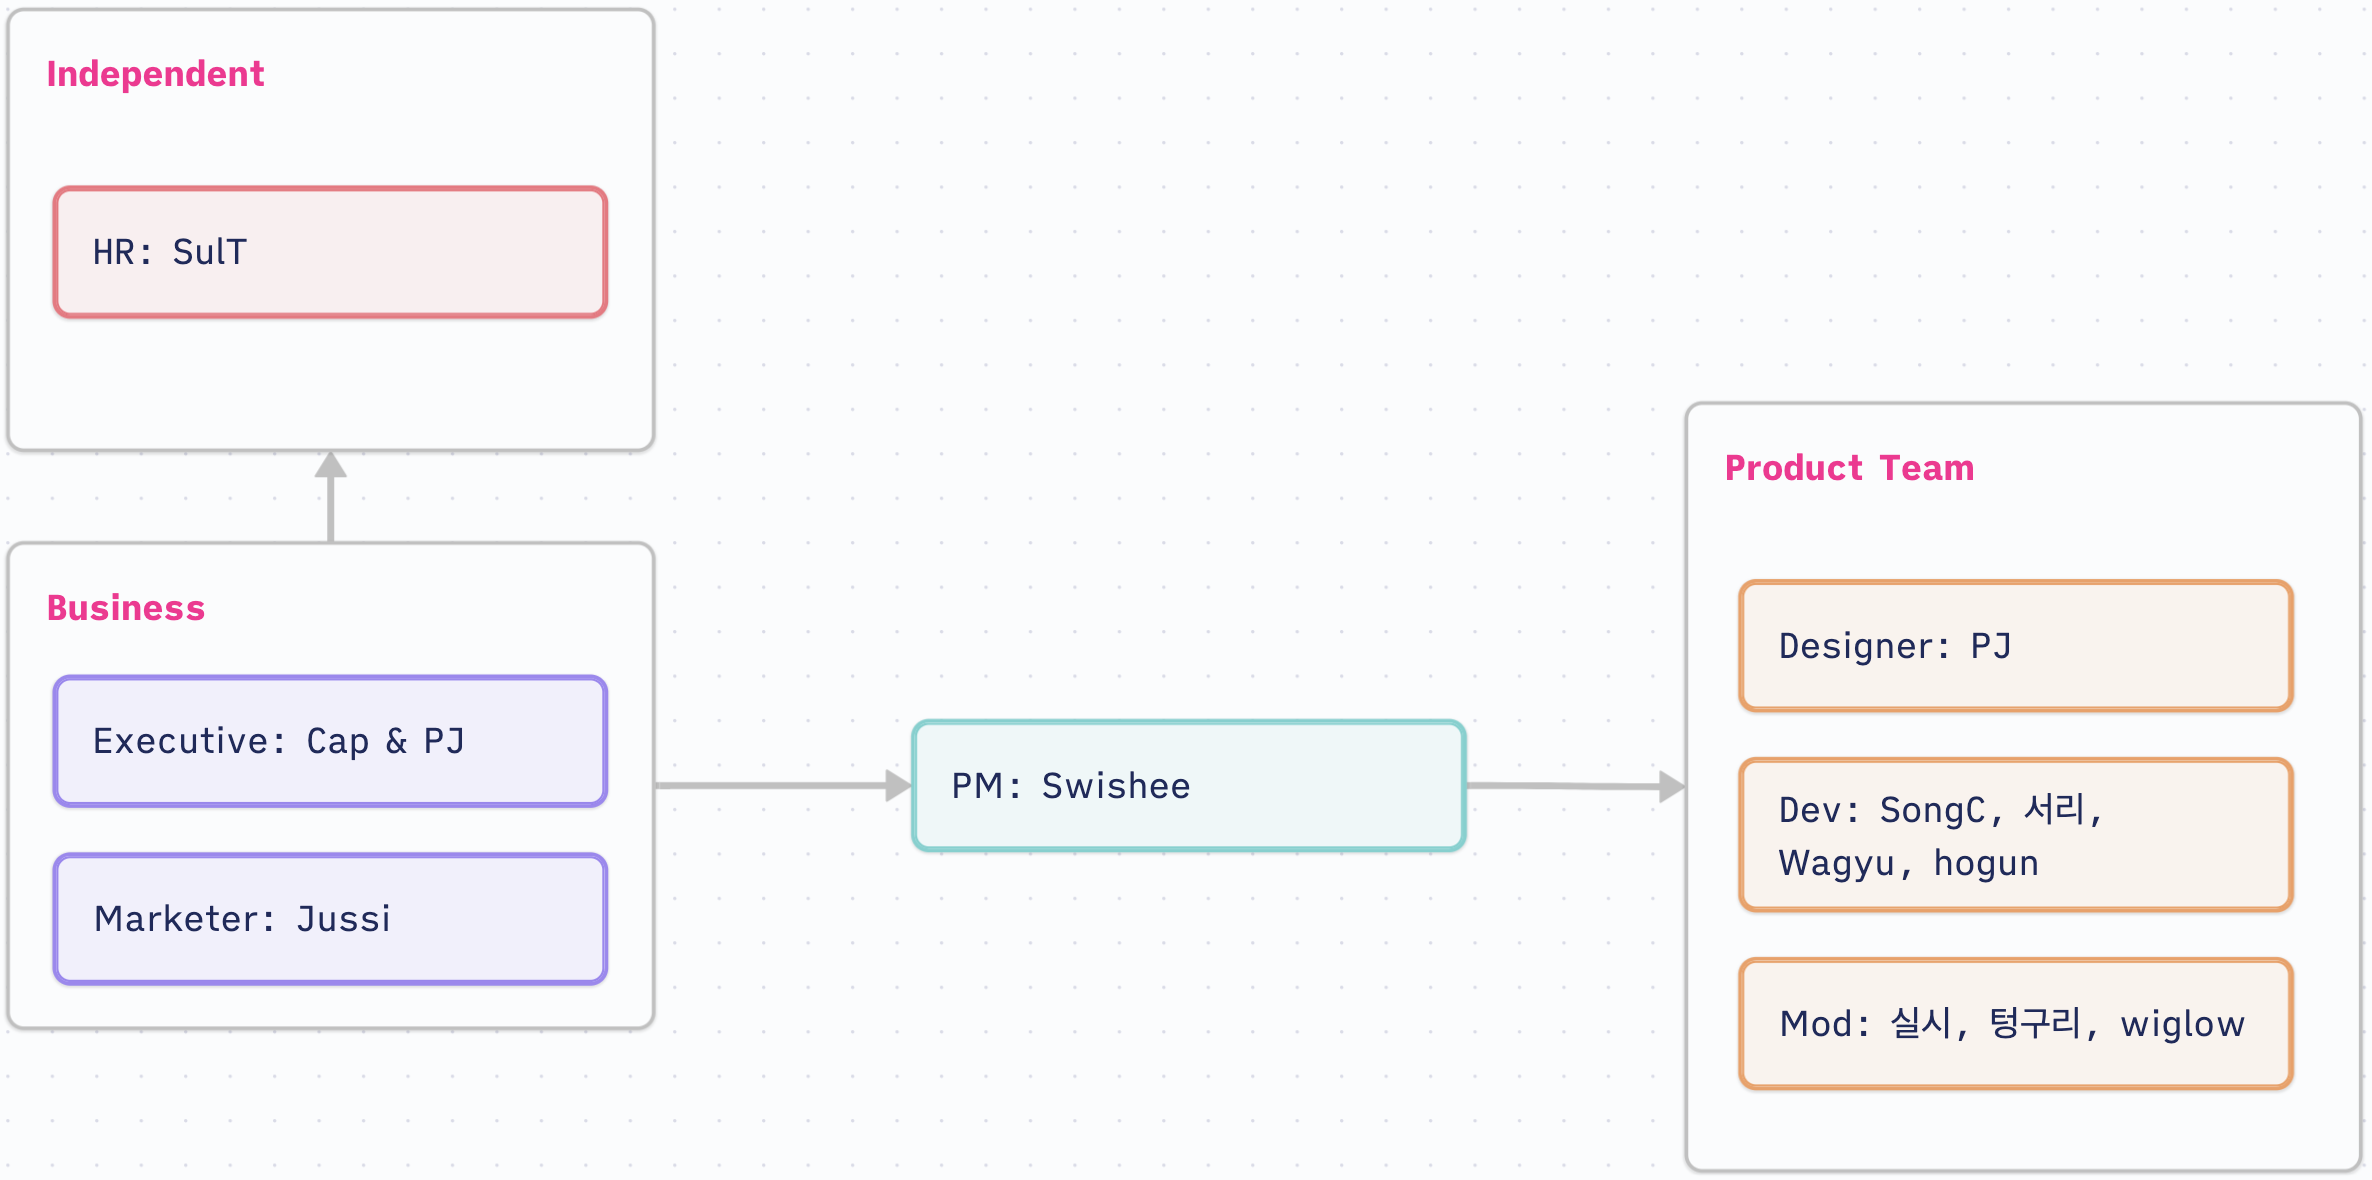 Independent
HR: SulT
Business
Executive: Cap & PJ
Marketer: Jussi
PM: Swishee
Product Team
Designer: PJ
Dev: SongC, 서리,
Wagyu, hogun
Mod: 실시, 텅구리, wiglow